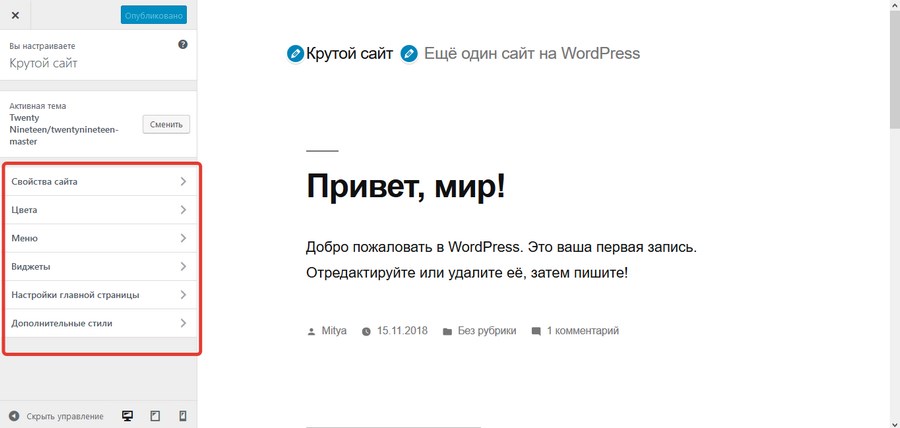 Опубликовано
Вы настраиваете
Крутой сайт
Активная тема
Twenty
Nineteen/twentynineteen-
master
Сменить
Свойства сайта
Цвета
Меню
Виджеты
Настройки главной страницы
Дополнительные стили
Скрыть управление
Крутой сайт Ещё один сайт на WordPress
Привет, мир!
Добро пожаловать в WordPress. Это ваша первая запись.
Отредактируйте или удалите её, затем пишите!
Mitya 15.11.2018 Без рубрики 1 комментарий